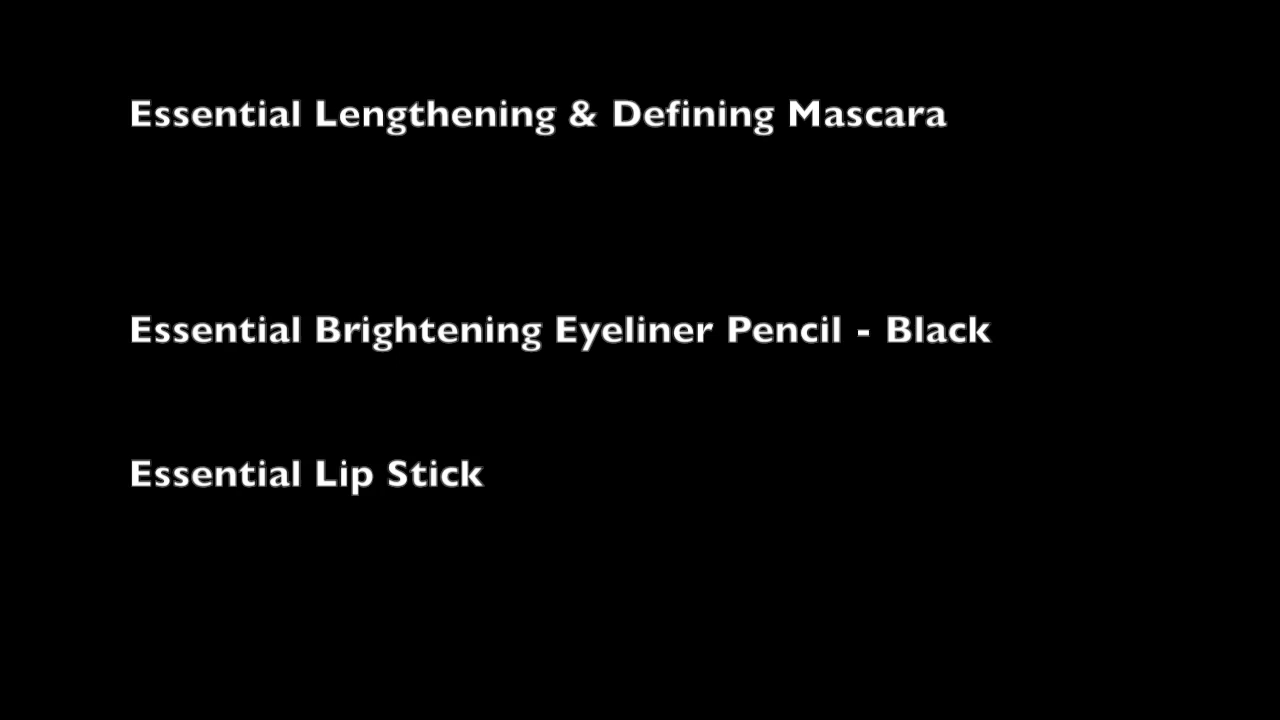 Essential Lengthening & Defining Mascara
Essential Brightening Eyeliner Pencil - Black
Essential Lip Stick